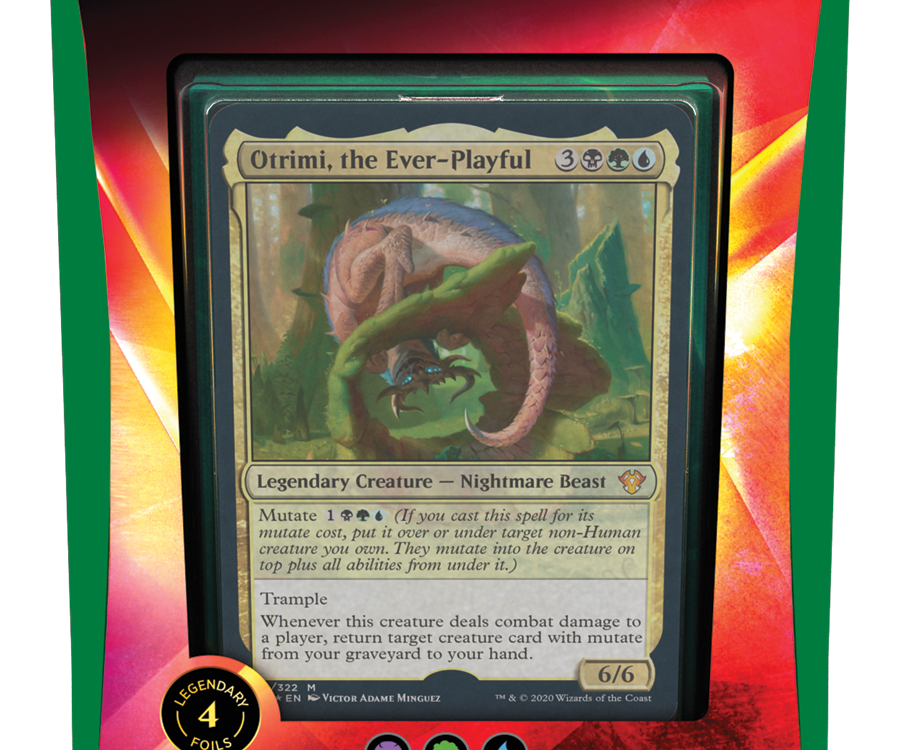 Otrimi, the Ever-Playful 3
Legendary Creature — Nightmare Beast
Mutate 1 (If you cast this spell for its
mutate cost, put it over or under target non-Human
creature you own. They mutate into the creature on
top plus all abilities from under it.)
Trample
Whenever this creature deals combat damage to
a player, return target creature card with mutate
from your graveyard to your hand.
6/6
/322 M
EN Victor Adame Minguez ™ & © 2020 Wizards of the Coast
LEGENDARY
4
FOILS